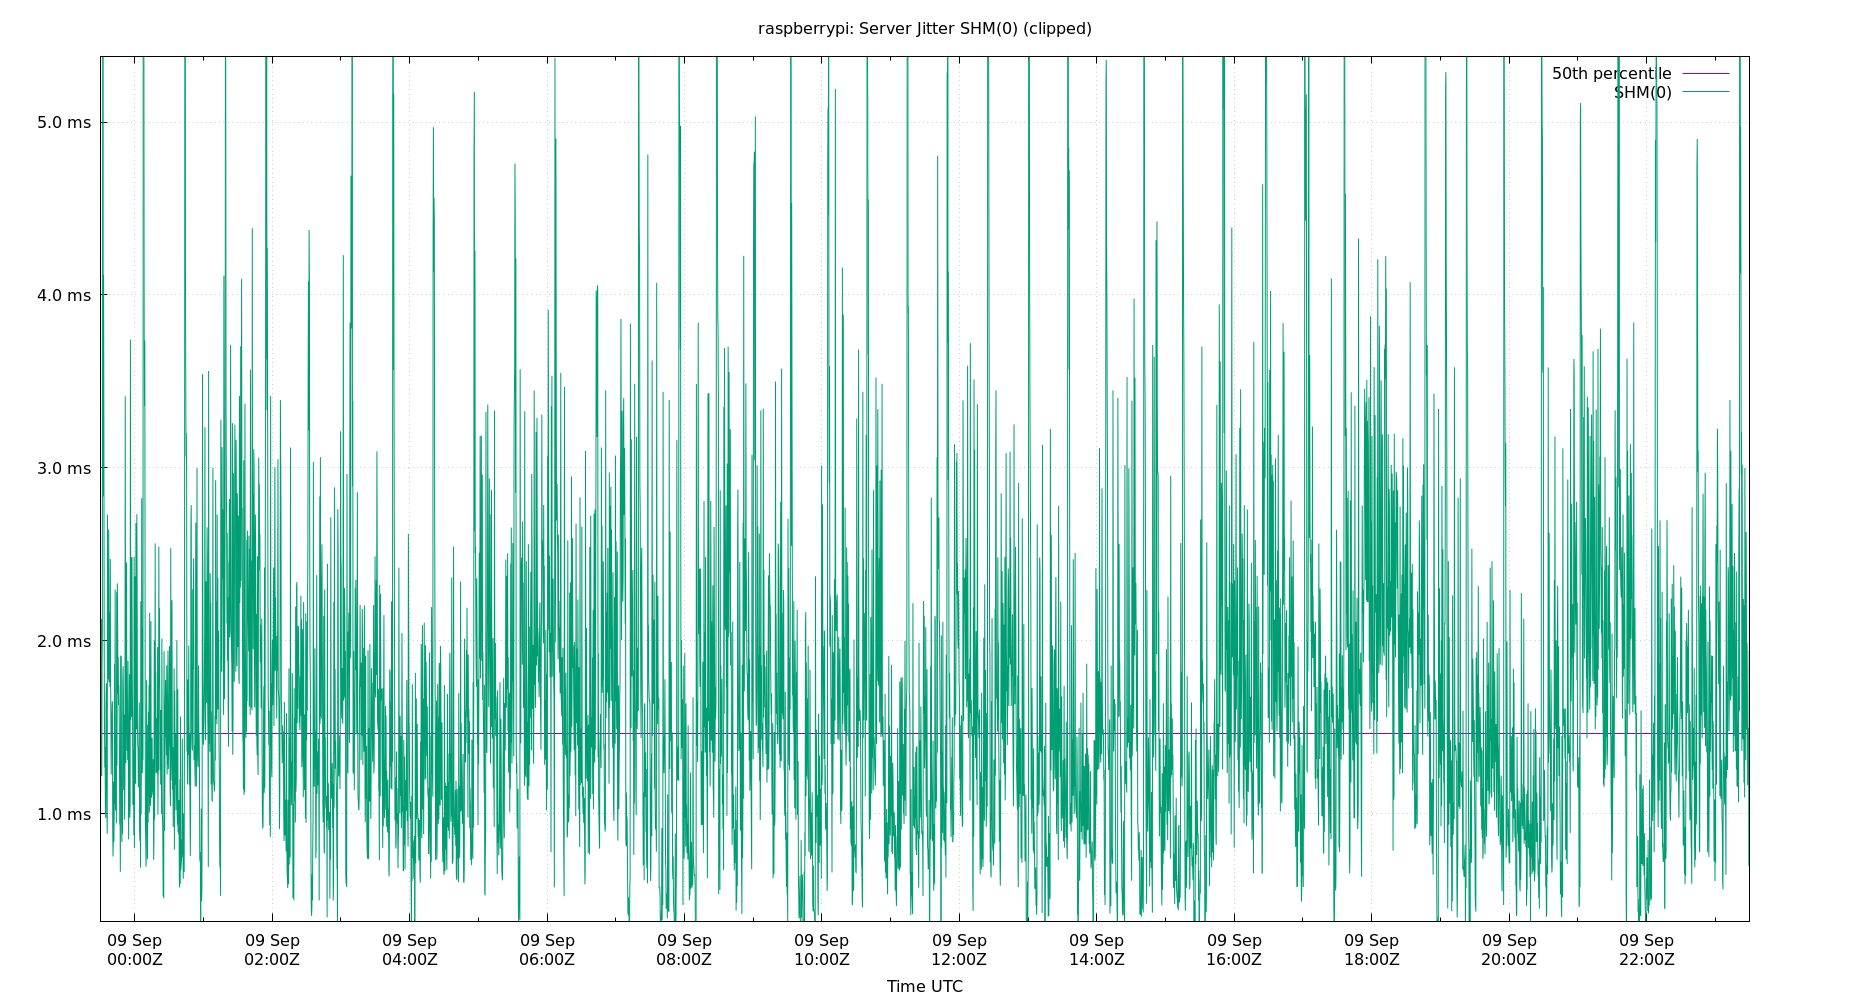 raspberrypi: Server Jitter SHM(0) (clipped)
50th percentile
SHM(0)
5.0 ms
4.0 ms
3.0 ms
2.0 ms
1.0 ms
09 Sep 09 Sep 09 Sep 09 Sep 09 Sep 09 Sep 09 Sep 09 Sep 09 Sep 09 Sep 09 Sep 09 Sep
00:00Z 02:00Z 04:00Z 06:00Z 08:00Z 10:00Z 12:00Z 14:00Z 16:00Z 18:00Z 20:00Z 22:00Z
Time UTC